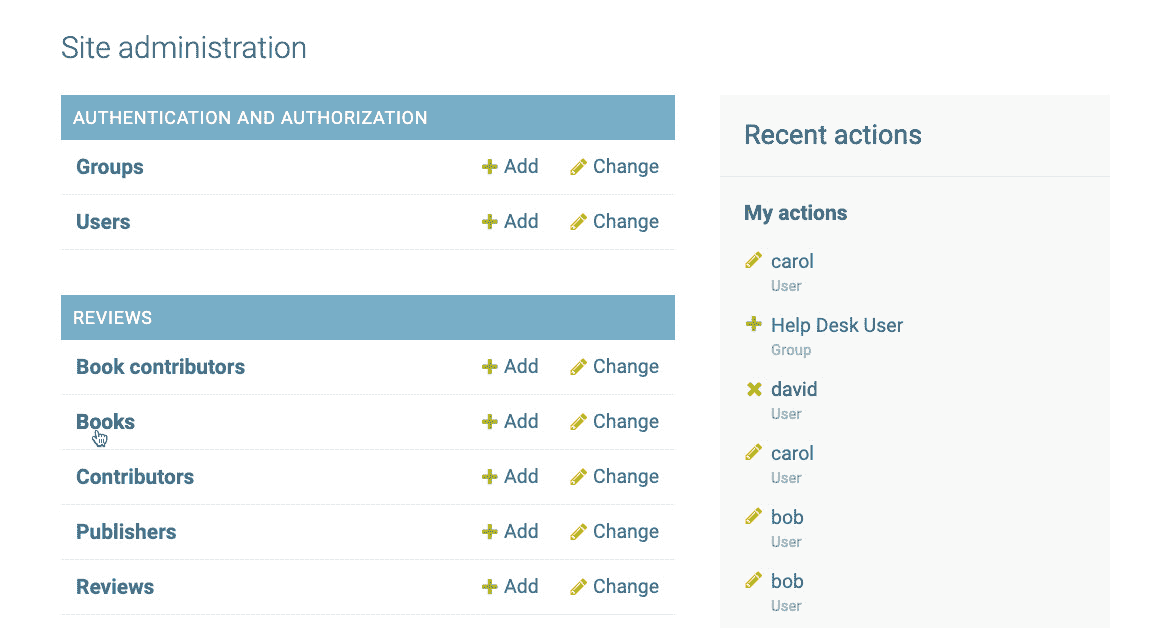 Site administration
AUTHENTICATION AND AUTHORIZATION
Groups Add Change
Users Add Change
REVIEWS
Book contributors Add Change
Books Add Change
Contributors Add Change
Publishers Add Change
Reviews Add Change
Recent actions
My actions
carol
User
Help Desk User
Group
david
User
carol
User
bob
User
bob
User